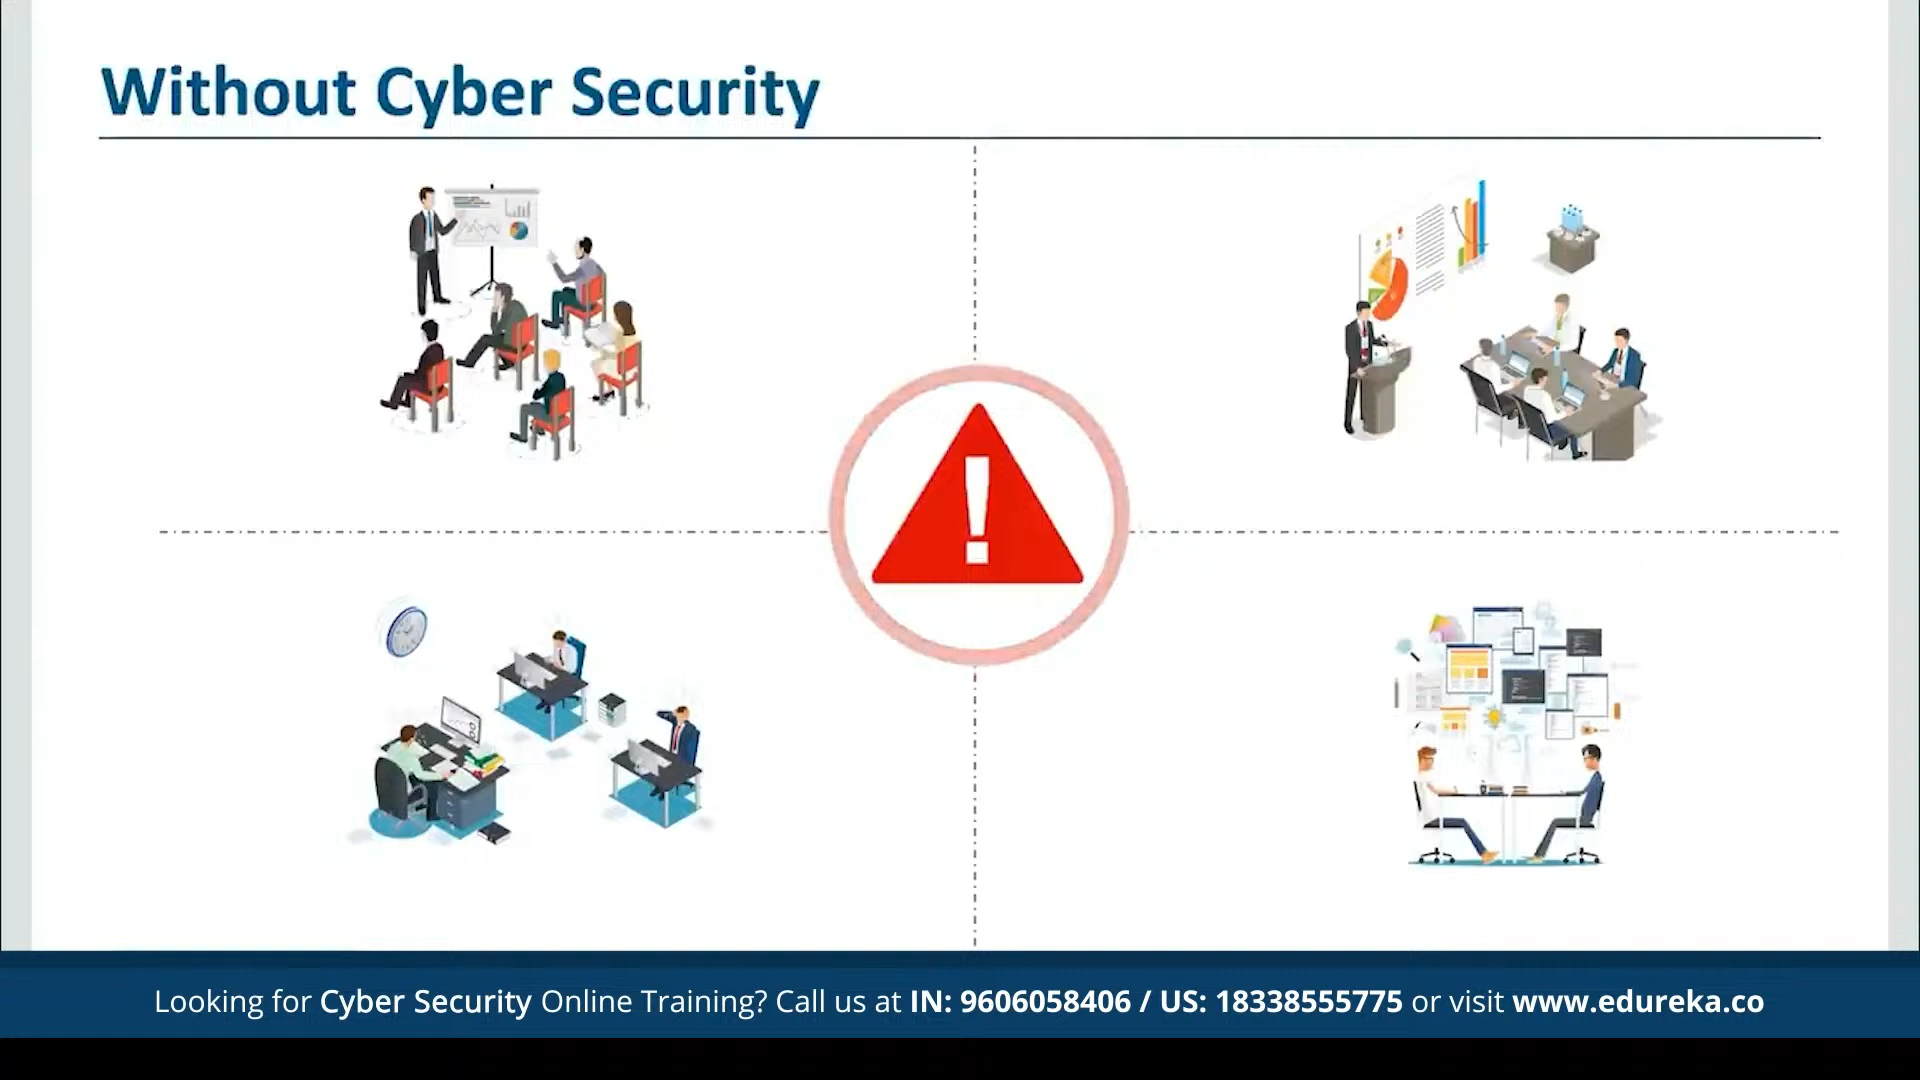 Without Cyber Security
Looking for Cyber Security Online Training? Call us at IN: 9606058406 / US: 18338555775 or visit www.edureka.co